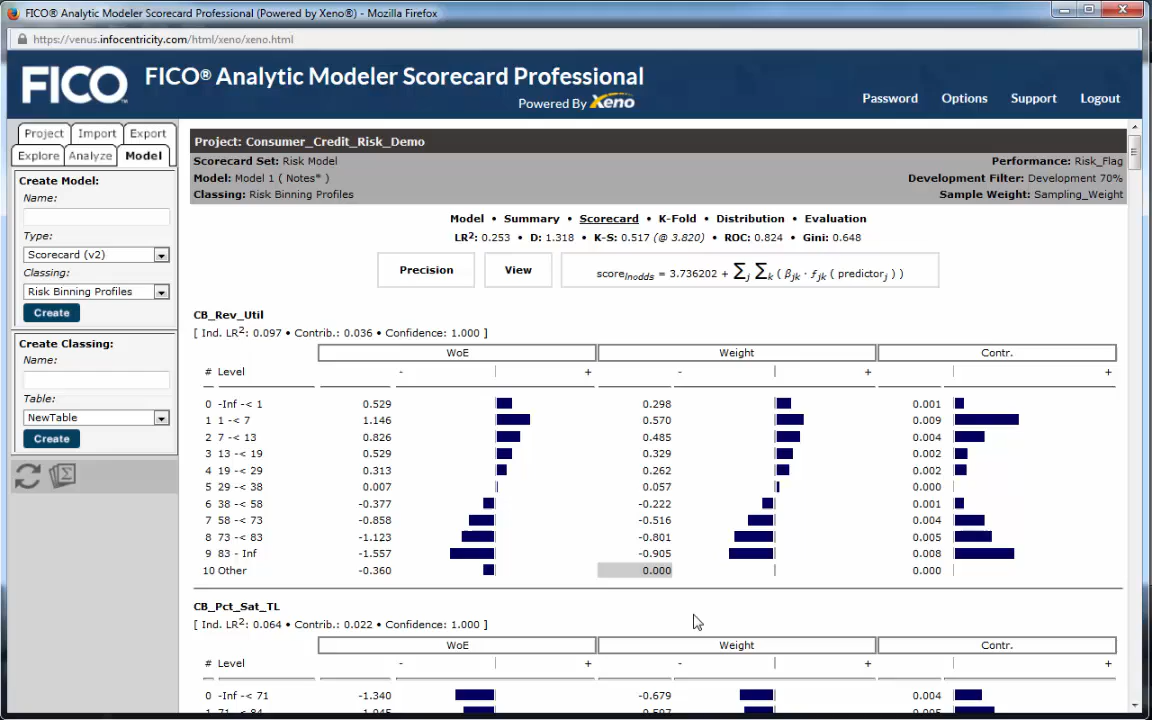 FICO® Analytic Modeler Scorecard Professional (Powered by Xeno®) - Mozilla Firefox
https://venus.infocentricity.com/html/xeno/xeno.html
FICO
FICO® Analytic Modeler Scorecard Professional
Powered By Xeno
Password Options Support Logout
Project Import Export
Explore Analyze Model
Create Model:
Name:
Type:
Scorecard (v2)
Classing:
Risk Binning Profiles
Create
Create Classing:
Name:
Table:
NewTable
Create
Project: Consumer_Credit_Risk_Demo
Scorecard Set: Risk Model Performance: Risk_Flag
Model: Model 1 ( Notes* ) Development Filter: Development 70%
Classing: Risk Binning Profiles Sample Weight: Sampling_Weight
Model • Summary • Scorecard • K-Fold • Distribution • Evaluation
LR²: 0.253 • D: 1.318 • K-S: 0.517 (@ 3.820) • ROC: 0.824 • Gini: 0.648
Precision View score lnodds = 3.736202 + ∑j ∑k ( βjk · fjk ( predictorj ) )
CB_Rev_Util
[ Ind. LR²: 0.097 • Contrib.: 0.036 • Confidence: 1.000 ]
WoE Weight Contr.
# Level - + - + +
0 -Inf -< 1 0.529 0.298 0.001
1 1 -< 7 1.146 0.570 0.009
2 7 -< 13 0.826 0.485 0.004
3 13 -< 19 0.529 0.329 0.002
4 19 -< 29 0.313 0.262 0.002
5 29 -< 38 0.007 0.057 0.000
6 38 -< 58 -0.377 -0.222 0.001
7 58 -< 73 -0.858 -0.516 0.004
8 73 -< 83 -1.123 -0.801 0.005
9 83 - Inf -1.557 -0.905 0.008
10 Other -0.360 0.000 0.000
CB_Pct_Sat_TL
[ Ind. LR²: 0.064 • Contrib.: 0.022 • Confidence: 1.000 ]
WoE Weight Contr.
# Level - + - + +
0 -Inf -< 71 -1.340 -0.679 0.004